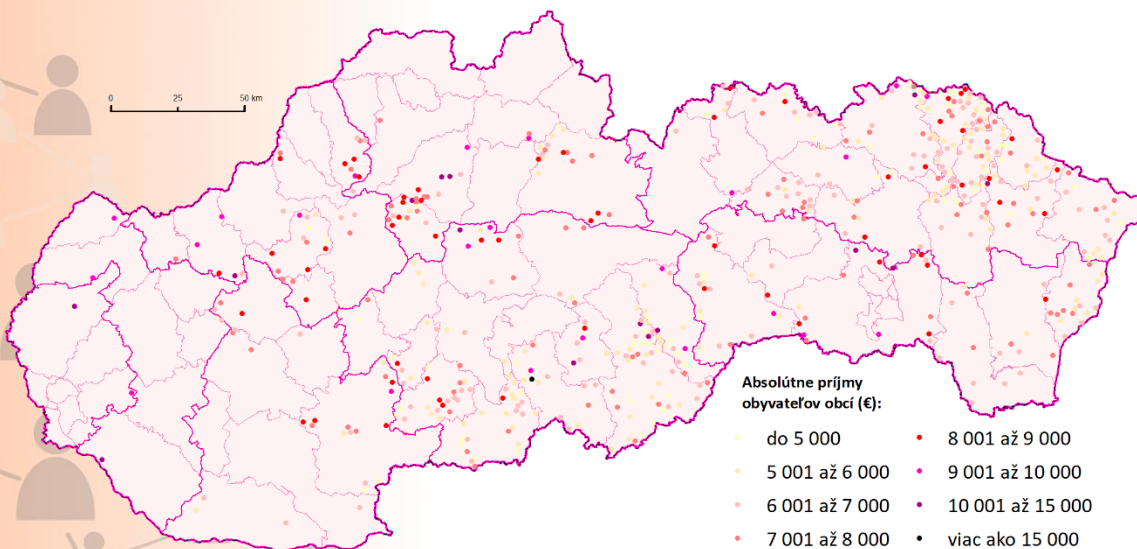 0 25 50 km
Absolútne príjmy
obyvateľov obcí (€):
do 5 000
5 001 až 6 000
6 001 až 7 000
7 001 až 8 000
8 001 až 9 000
9 001 až 10 000
10 001 až 15 000
viac ako 15 000